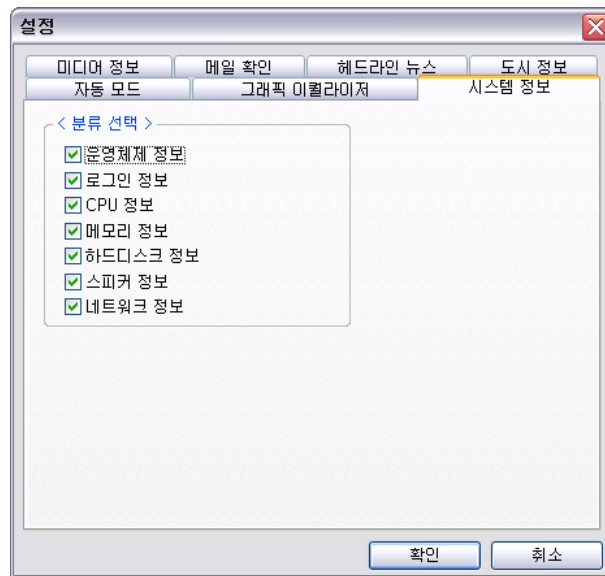 설정
미디어 정보 메일 확인 헤드라인 뉴스 도시 정보
자동 모드 그래픽 이퀄라이저 시스템 정보
< 분류 선택 >
운영체제 정보
로그인 정보
CPU 정보
메모리 정보
하드디스크 정보
스피커 정보
네트워크 정보
확인 취소